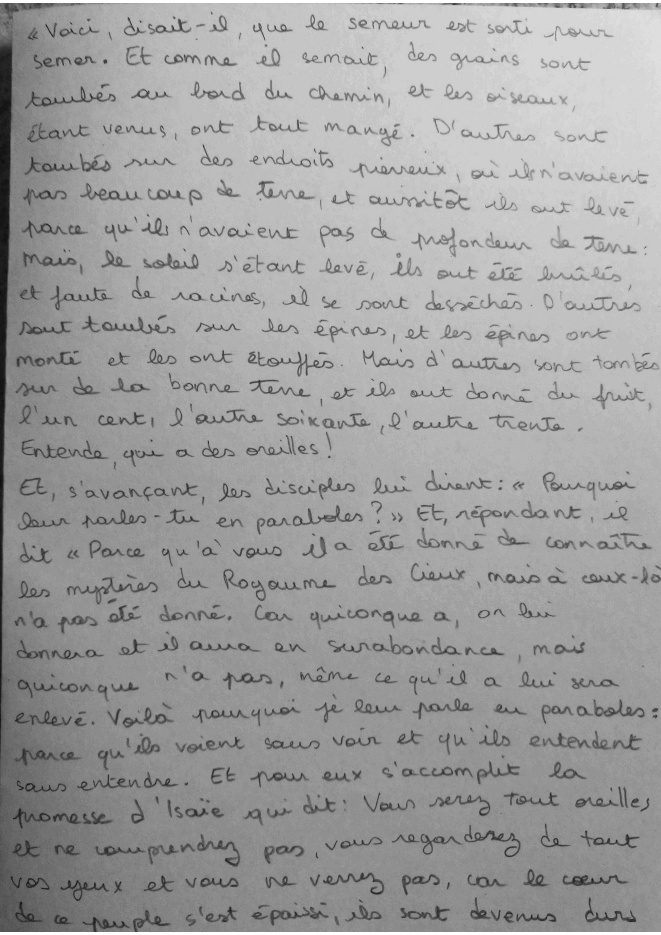 « Voici, disait-il, que le semeur est sorti pour
semer. Et comme il semait, des grains sont
tombés au bord du chemin, et les oiseaux,
étant venus, ont tout mangé. D'autres sont
tombés sur des endroits pierreux, où ils n'avaient
pas beaucoup de terre, et aussitôt ils ont levé,
parce qu'ils n'avaient pas de profondeur de terre :
mais, le soleil s'étant levé, ils ont été brûlés,
et faute de racines, il se sont desséchés. D'autres
sont tombés sur les épines, et les épines ont
monté et les ont étouffés. Mais d'autres sont tombés
sur de la bonne terre, et ils ont donné du fruit,
l'un cent, l'autre soixante, l'autre trente.
Entende, qui a des oreilles !
Et, s'avançant, les disciples lui dirent : « Pourquoi
leur parles-tu en paraboles ? » Et, répondant, il
dit « Parce qu'à vous il a été donné de connaître
les mystères du Royaume des Cieux, mais à ceux-là
n'a pas été donné. Car quiconque a, on lui
donnera et il aura en surabondance, mais
quiconque n'a pas, même ce qu'il a lui sera
enlevé. Voilà pourquoi je leur parle en paraboles :
parce qu'ils voient sans voir et qu'ils entendent
sans entendre. Et pour eux s'accomplit la
promesse d'Isaïe qui dit : Vous serez tout oreilles
et ne comprendrez pas, vous regarderez de tout
vos yeux et vous ne verrez pas, car le cœur
de ce peuple s'est épaissi, ils sont devenus durs